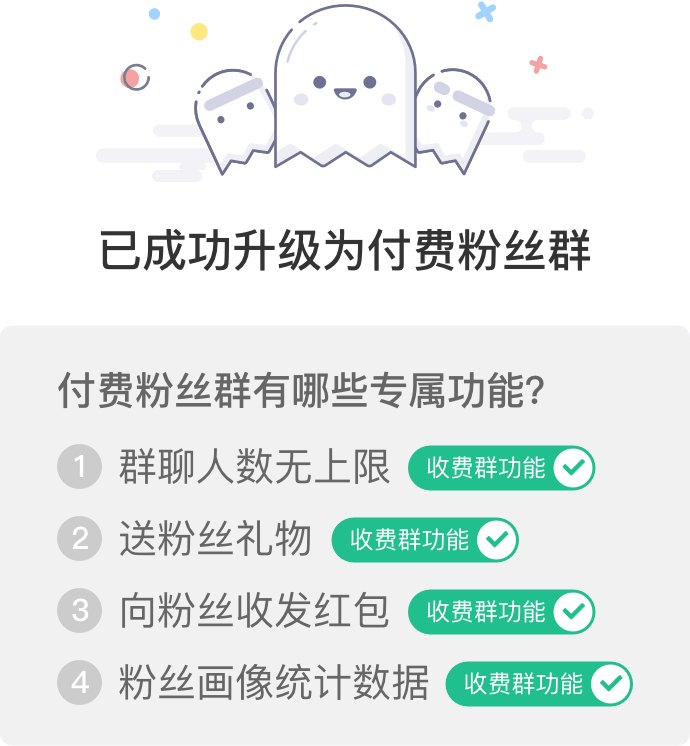 已成功升级为付费粉丝群
付费粉丝群有哪些专属功能?
1 群聊人数无上限 收费群功能
2 送粉丝礼物 收费群功能
3 向粉丝收发红包 收费群功能
4 粉丝画像统计数据 收费群功能